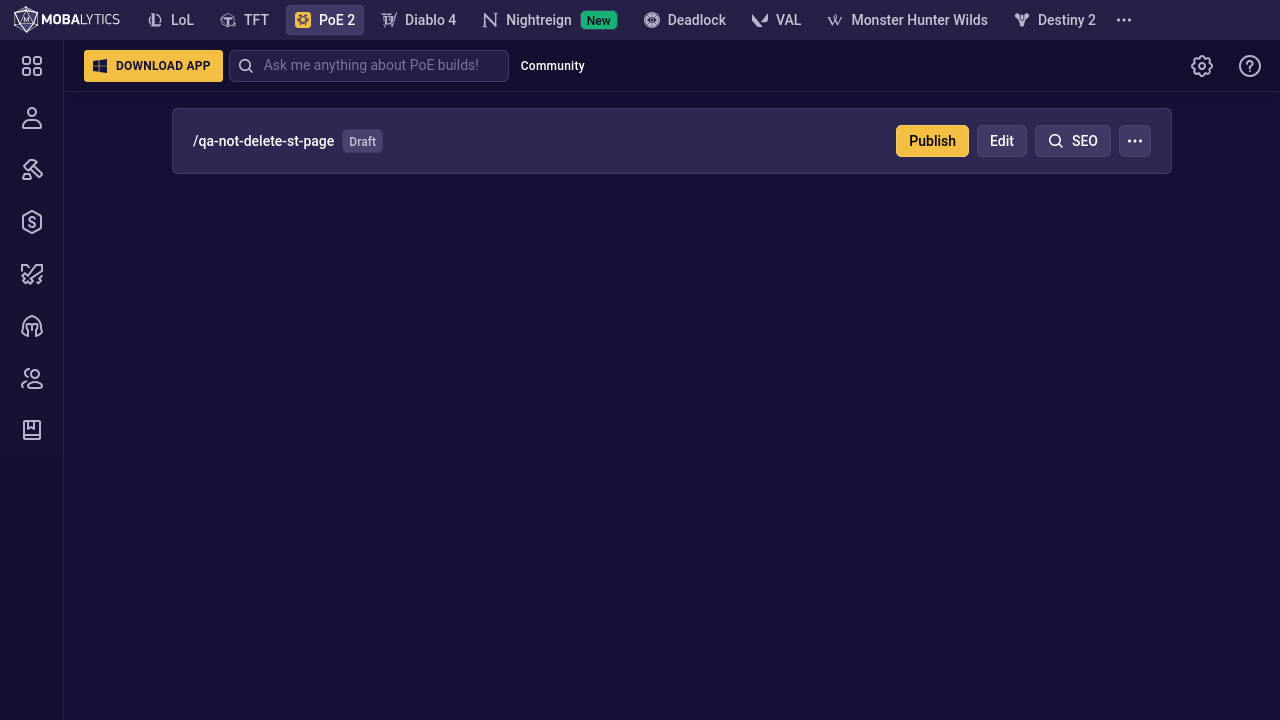 MOBALYTICS LoL TFT PoE 2 Diablo 4 Nightreign New Deadlock VAL Monster Hunter Wilds Destiny 2
DOWNLOAD APP Ask me anything about PoE builds! Community
/qa-not-delete-st-page Draft Publish Edit SEO